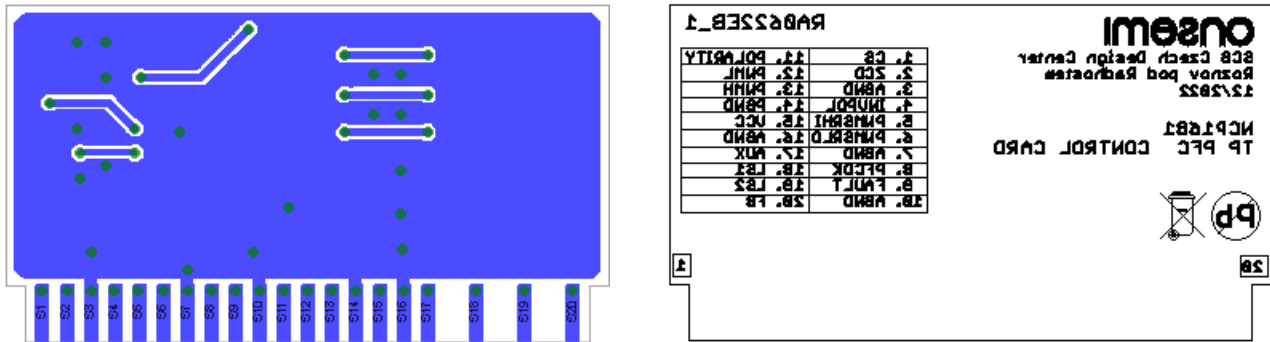 S1 S2 S3 S4 S5 S6 S7 S8 S9 S10 S11 S12 S13 S14 S15 S16 S17 S18 S19 S20
onsemi
SCG Czech Design Center
Roznov pod Radhostem
12/2022
NCP1681
TP PFC CONTROL CARD
Pb
RAD622EB_1
1. CS 11. POLARITY
2. ZCD 12. PWML
3. AGND 13. PWMH
4. INVPOL 14. PGND
5. PWMSRHI 15. VCC
6. PWMSRLO 16. AGND
7. AGND 17. AUX
8. PFCOK 18. LS1
9. FAULT 19. LS2
10. AGND 20. FB
20
1